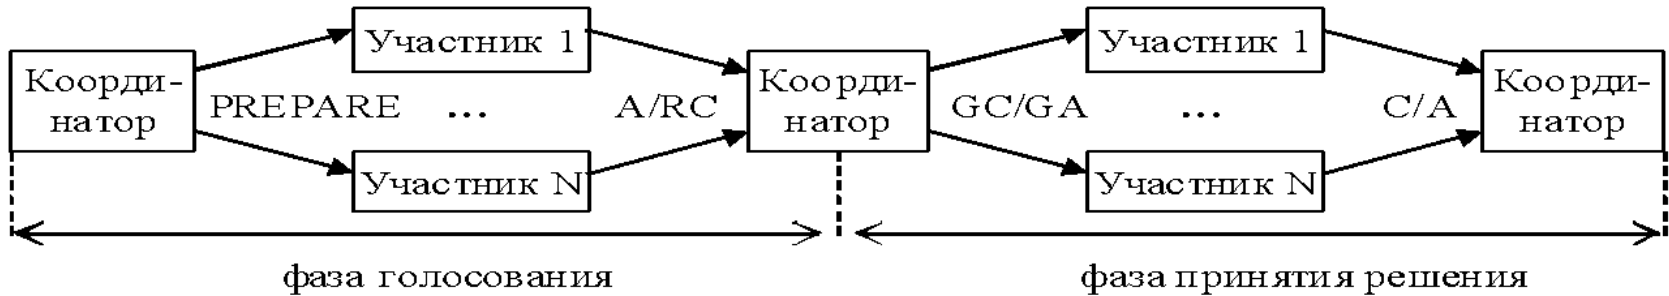 Участник 1
Участник 1
Коорди-
натор
PREPARE
...
A/RC
Коорди-
натор
GC/GA
...
C/A
Коорди-
натор
Участник N
Участник N
фаза голосования
фаза принятия решения